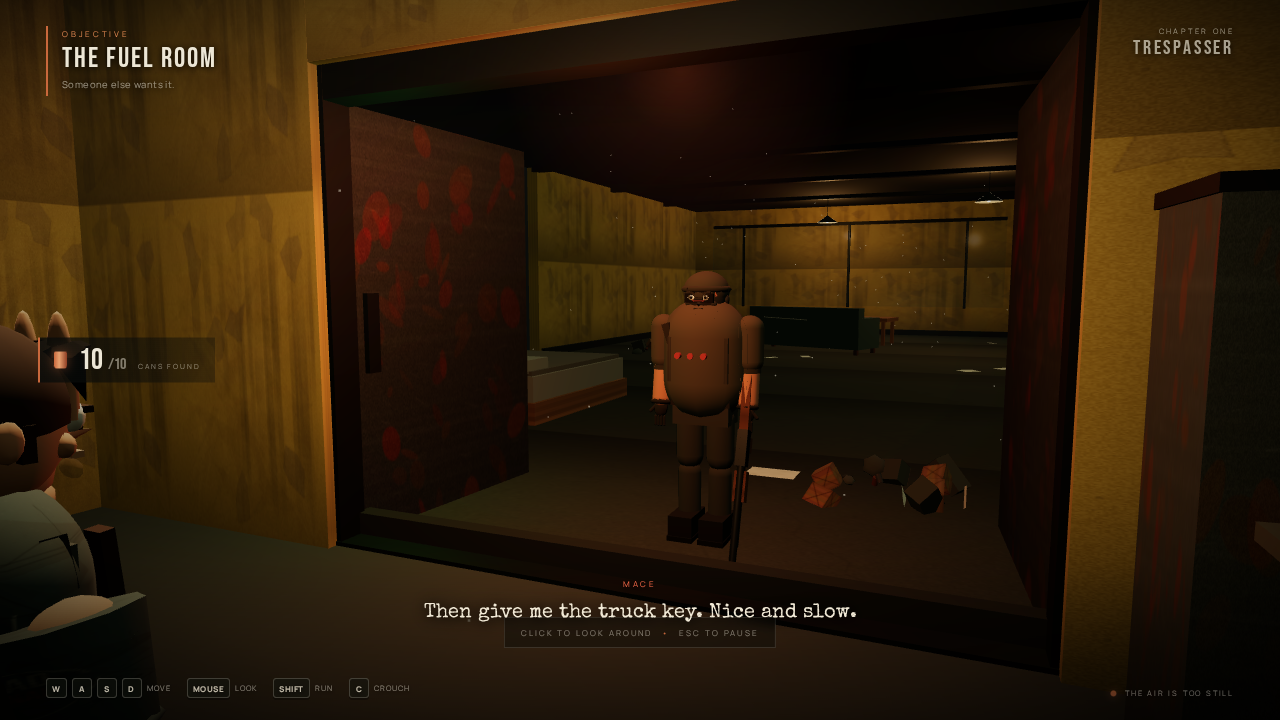 OBJECTIVE
THE FUEL ROOM
Someone else wants it.
CHAPTER ONE
TRESPASSER
10 /10 CANS FOUND
MACE
Then give me the truck key. Nice and slow.
CLICK TO LOOK AROUND • ESC TO PAUSE
W A S D MOVE MOUSE LOOK SHIFT RUN C CROUCH
THE AIR IS TOO STILL